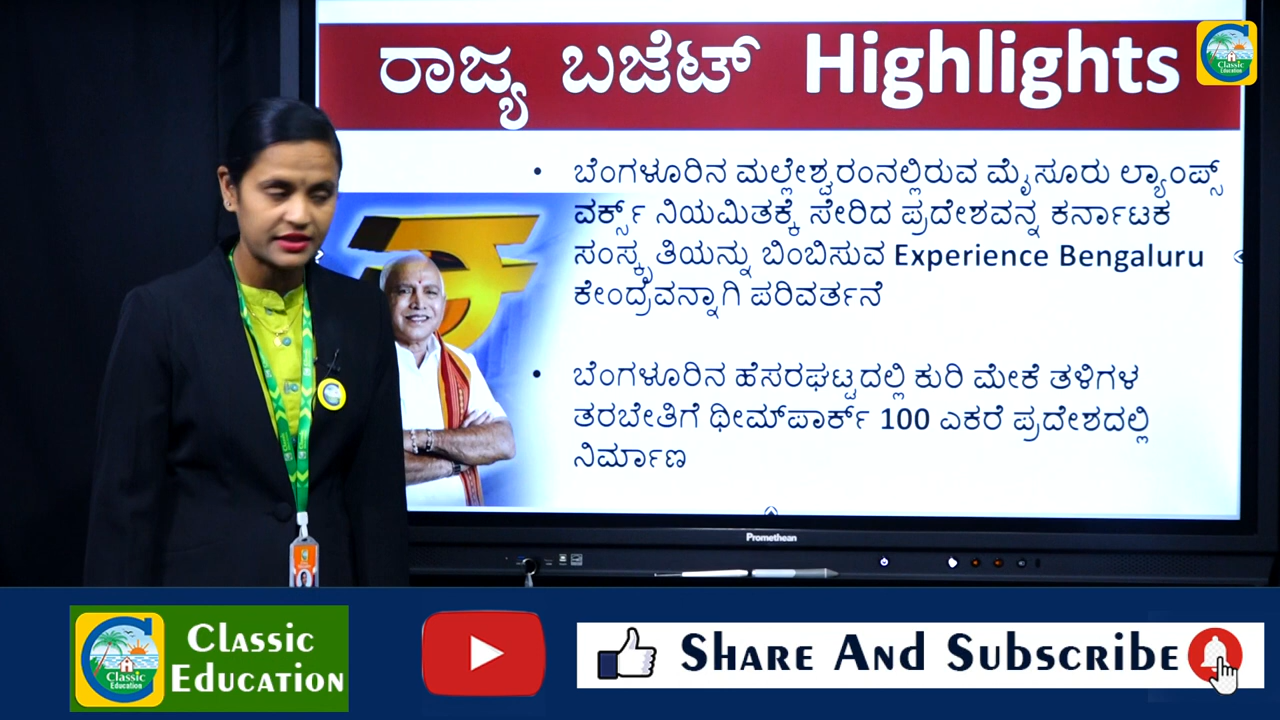 ರಾಜ್ಯ ಬಜೆಟ್ Highlights
Classic
Education
• ಬೆಂಗಳೂರಿನ ಮಲ್ಲೇಶ್ವರಂನಲ್ಲಿರುವ ಮೈಸೂರು ಲ್ಯಾಂಪ್ಸ್
ವರ್ಕ್ಸ್ ನಿಯಮಿತಕ್ಕೆ ಸೇರಿದ ಪ್ರದೇಶವನ್ನ ಕರ್ನಾಟಕ
ಸಂಸ್ಕೃತಿಯನ್ನು ಬಿಂಬಿಸುವ Experience Bengaluru
ಕೇಂದ್ರವನ್ನಾಗಿ ಪರಿವರ್ತನೆ
• ಬೆಂಗಳೂರಿನ ಹೆಸರಘಟ್ಟದಲ್ಲಿ ಕುರಿ ಮೇಕೆ ತಳಿಗಳ
ತರಬೇತಿಗೆ ಥೀಮ್‌ಪಾರ್ಕ್ 100 ಎಕರೆ ಪ್ರದೇಶದಲ್ಲಿ
ನಿರ್ಮಾಣ
Promethean
Classic
Education
Classic
Education
Share And Subscribe